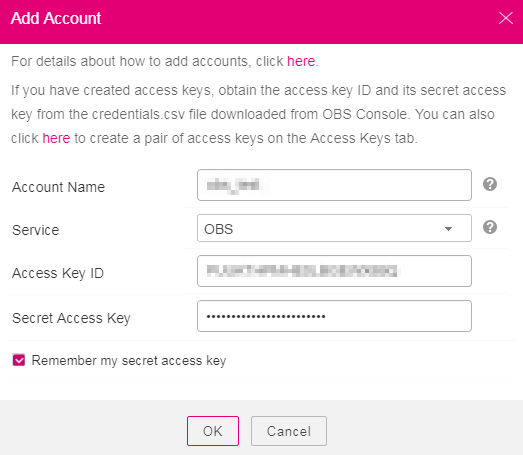 Add Account
For details about how to add accounts, click here.
If you have created access keys, obtain the access key ID and its secret access
key from the credentials.csv file downloaded from OBS Console. You can also
click here to create a pair of access keys on the Access Keys tab.
Account Name
Service OBS
Access Key ID
Secret Access Key ••••••••••••••••••••••••
Remember my secret access key
OK Cancel